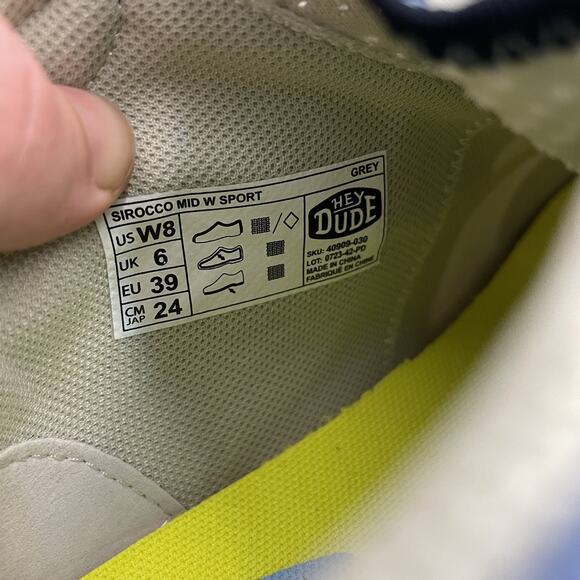 SIROCCO MID W SPORT GREY
US W8
UK 6
EU 39
CM JAP 24
HEY
DUDE
SKU: 40909-030
LOT: 0723-42-PD
MADE IN CHINA
FABRIQUÉ EN CHINE